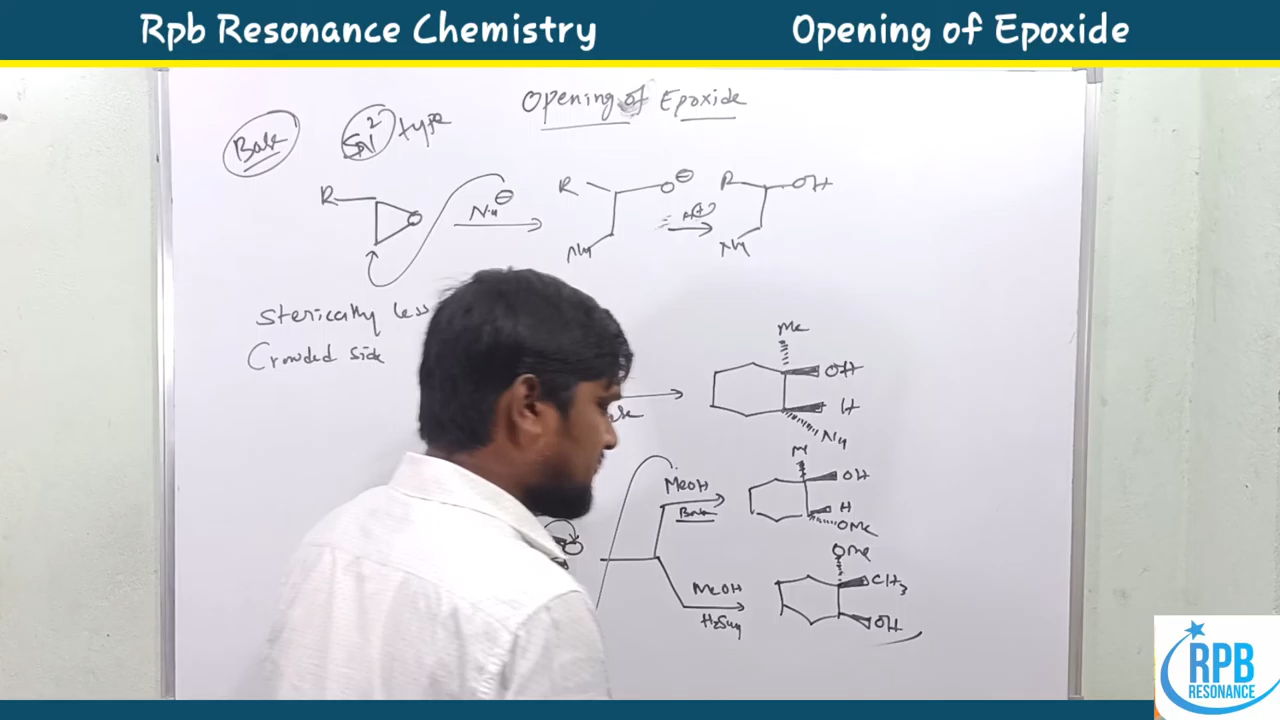 Rpb Resonance Chemistry
Opening of Epoxide
Opening of Epoxide
Base
SN2 type
R
O
Nu⊖
R
O⊖
Nu
H⊕
R
OH
Nu
Sterically less
Crowded side
Me
OH
H
Nu
MeOH
Base
M
OH
H
OMe
MeOH
H2SO4
OMe
CH3
OH
RPB
RESONANCE